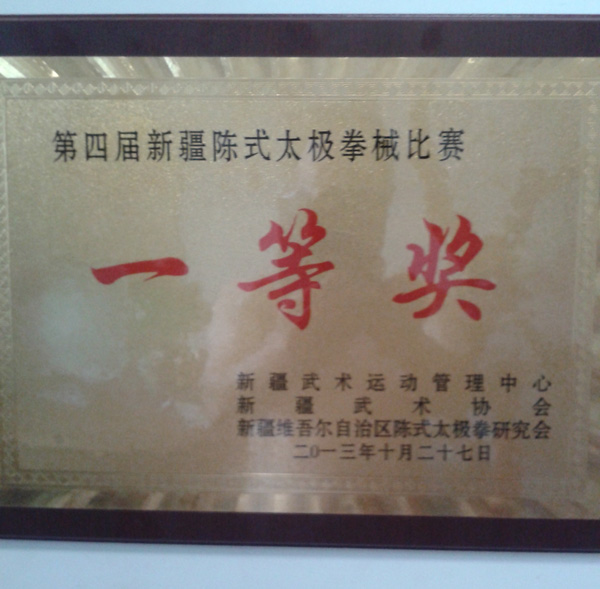 第四届新疆陈式太极拳械比赛
一等奖
新疆武术运动管理中心
新疆武术协会
新疆维吾尔自治区陈式太极拳研究会
二0一三年十月二十七日